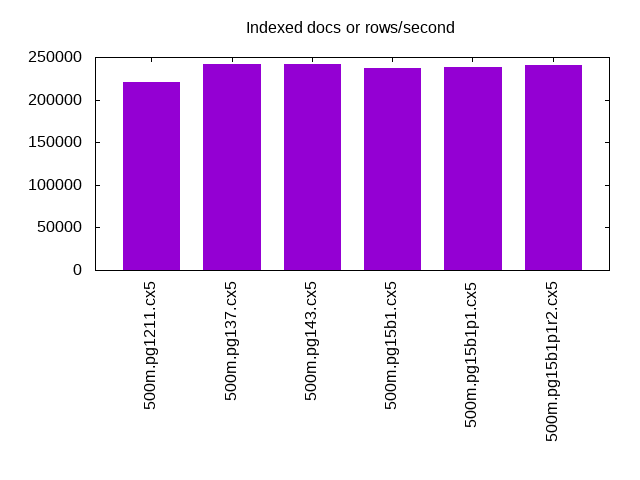 Indexed docs or rows/second
250000
200000
150000
100000
50000
0
500m.pg1211.cx5
500m.pg137.cx5
500m.pg143.cx5
500m.pg15b1.cx5
500m.pg15b1p1.cx5
500m.pg15b1p1r2.cx5